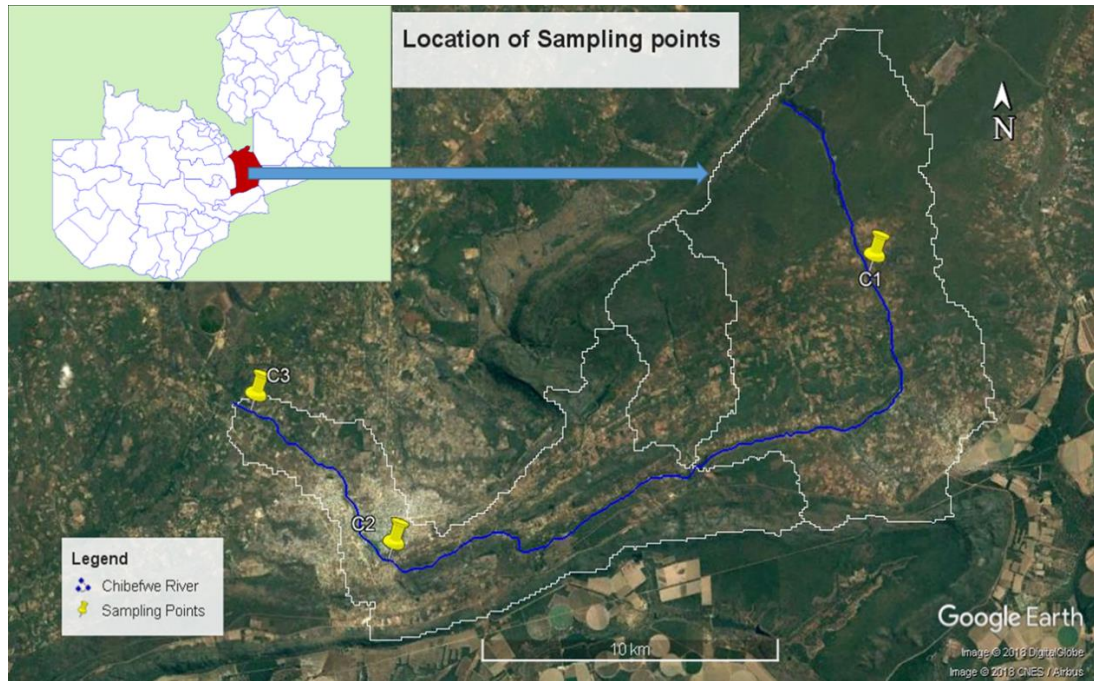 Location of Sampling points
N
C1
C3
C2
Legend
Chibefwe River
Sampling Points
10 km
Google Earth
Image © 2018 DigitalGlobe
Image © 2018 CNES / Airbus